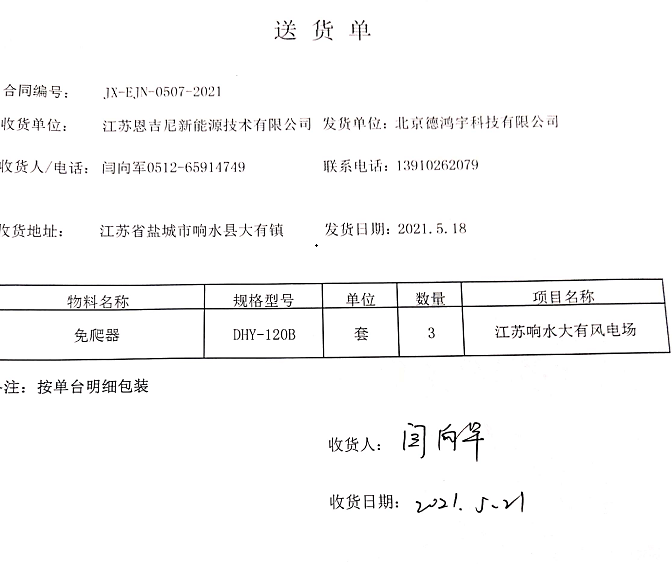 送货单
合同编号： JX-EJN-0507-2021
收货单位： 江苏恩吉尼新能源技术有限公司 发货单位：北京德鸿宇科技有限公司
收货人/电话： 闫向军0512-65914749 联系电话：13910262079
收货地址： 江苏省盐城市响水县大有镇 发货日期：2021.5.18
物料名称 规格型号 单位 数量 项目名称
免爬器 DHY-120B 套 3 江苏响水大有风电场
注：按单台明细包装
收货人： 闫向军
收货日期： 2021.5.21